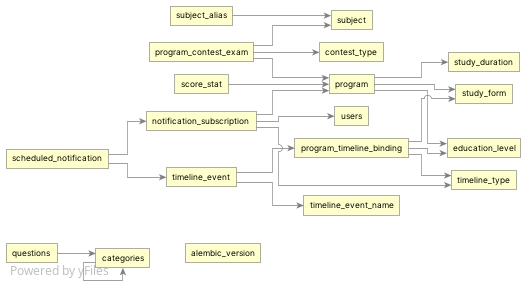 subject_alias
subject
program_contest_exam
contest_type
study_duration
score_stat
program
study_form
notification_subscription
users
program_timeline_binding
education_level
scheduled_notification
timeline_event
timeline_type
timeline_event_name
questions
categories
alembic_version
Powered by yFiles